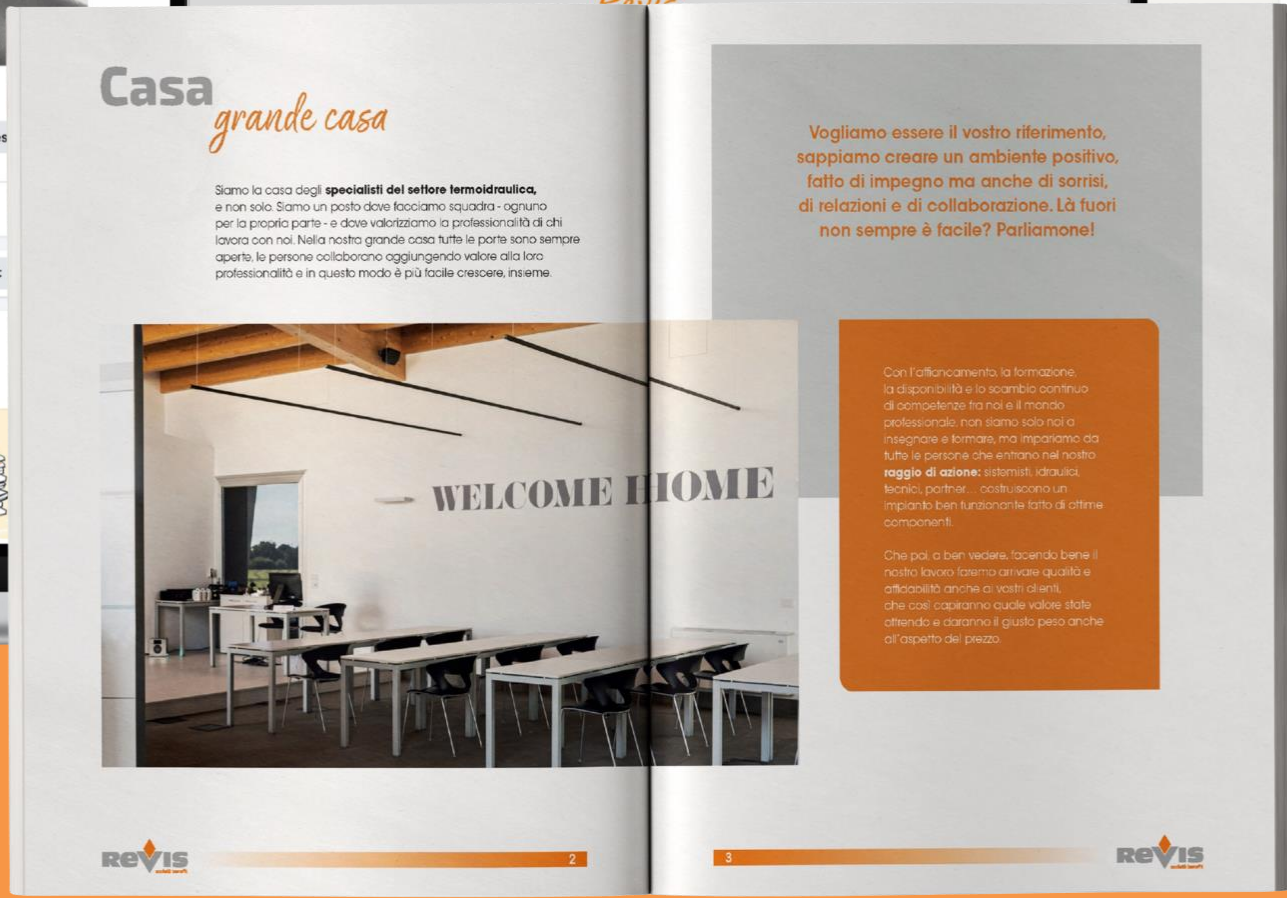 Casa
grande casa
Siamo la casa degli specialisti del settore termoidraulica,
e non solo. Siamo un posto dove facciamo squadra - ognuno
per la propria parte - e dove valorizziamo la professionalità di chi
lavora con noi. Nella nostra grande casa tutte le porte sono sempre
aperte, le persone collaborano aggiungendo valore alla loro
professionalità e in questo modo è più facile crescere, insieme.
WELCOME HOME
ReVIS
2
Vogliamo essere il vostro riferimento,
sappiamo creare un ambiente positivo,
fatto di impegno ma anche di sorrisi,
di relazioni e di collaborazione. Là fuori
non sempre è facile? Parliamone!
Con l'affiancamento, la formazione,
la disponibilità e lo scambio continuo
di competenze fra noi e il mondo
professionale, non siamo solo noi a
insegnare e formare, ma impariamo da
tutte le persone che entrano nel nostro
raggio di azione: sistemisti, idraulici,
tecnici, partner... costruiscono un
impianto ben funzionante fatto di ottime
componenti.
Che poi, a ben vedere, facendo bene il
nostro lavoro faremo arrivare qualità e
affidabilità anche ai vostri clienti,
che così capiranno quale valore state
offrendo e daranno il giusto peso anche
all'aspetto del prezzo.
3
ReVIS